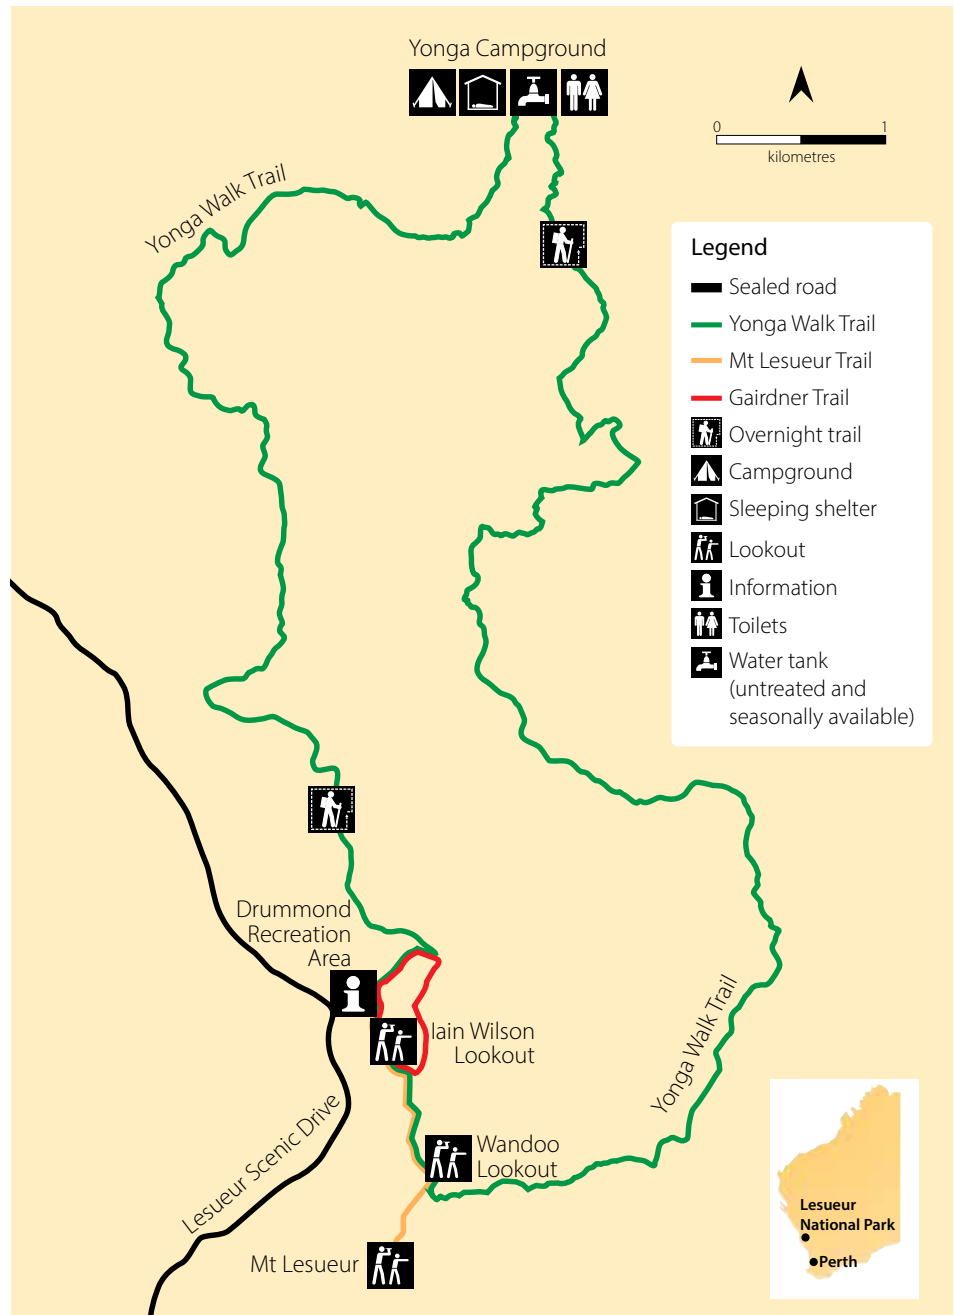 Yonga Campground
0 1
kilometres
Yonga Walk Trail
Legend
Sealed road
Yonga Walk Trail
Mt Lesueur Trail
Gairdner Trail
Overnight trail
Campground
Sleeping shelter
Lookout
Information
Toilets
Water tank
(untreated and
seasonally available)
Drummond
Recreation
Area
Iain Wilson
Lookout
Yonga Walk Trail
Lesueur Scenic Drive
Wandoo
Lookout
Mt Lesueur
Lesueur
National Park
Perth